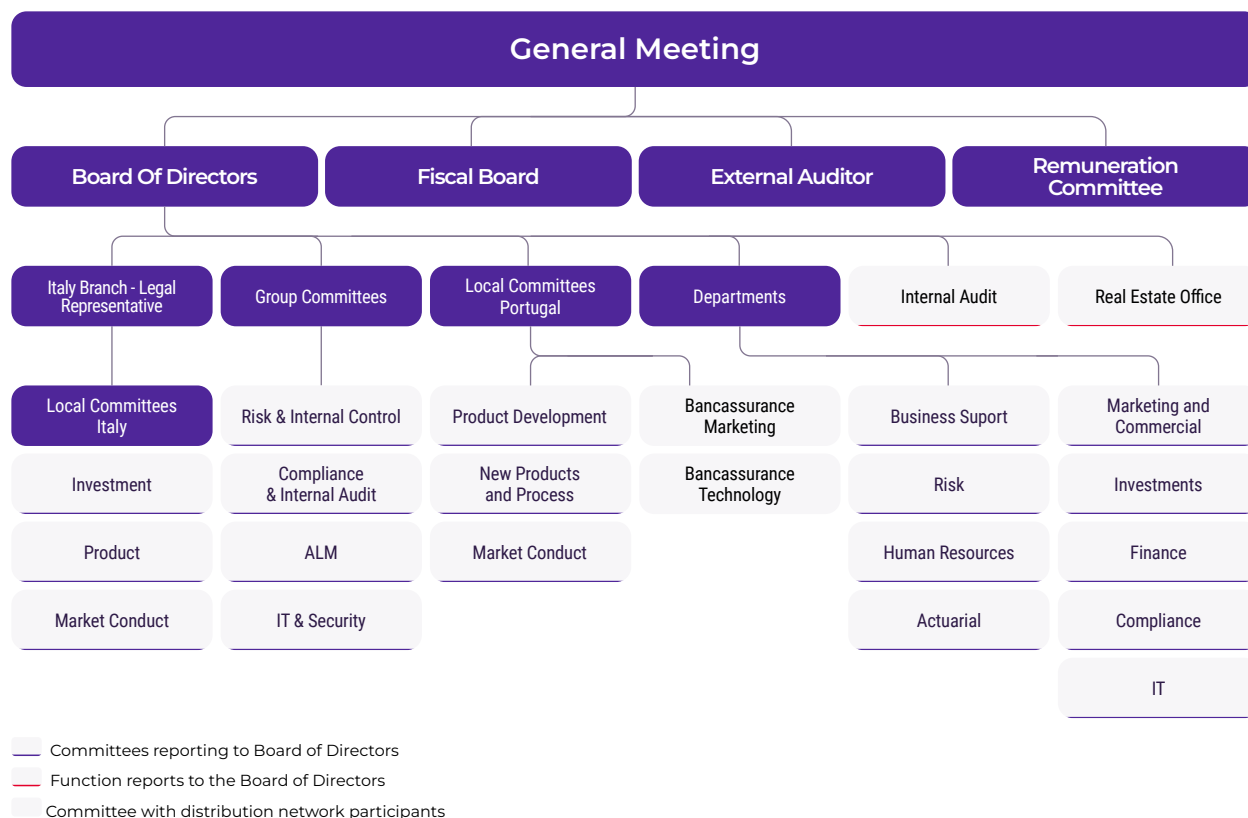 General Meeting
Board Of Directors
Fiscal Board
External Auditor
Remuneration
Committee
Italy Branch - Legal
Representative
Group Committees
Local Committees
Portugal
Departments
Internal Audit
Real Estate Office
Local Committees
Italy
Risk & Internal Control
Product Development
Bancassurance
Marketing
Business Suport
Marketing and
Commercial
Investment
Compliance
& Internal Audit
New Products
and Process
Bancassurance
Technology
Risk
Investments
Product
ALM
Market Conduct
Human Resources
Finance
Market Conduct
IT & Security
Actuarial
Compliance
IT
Committees reporting to Board of Directors
Function reports to the Board of Directors
Committee with distribution network participants